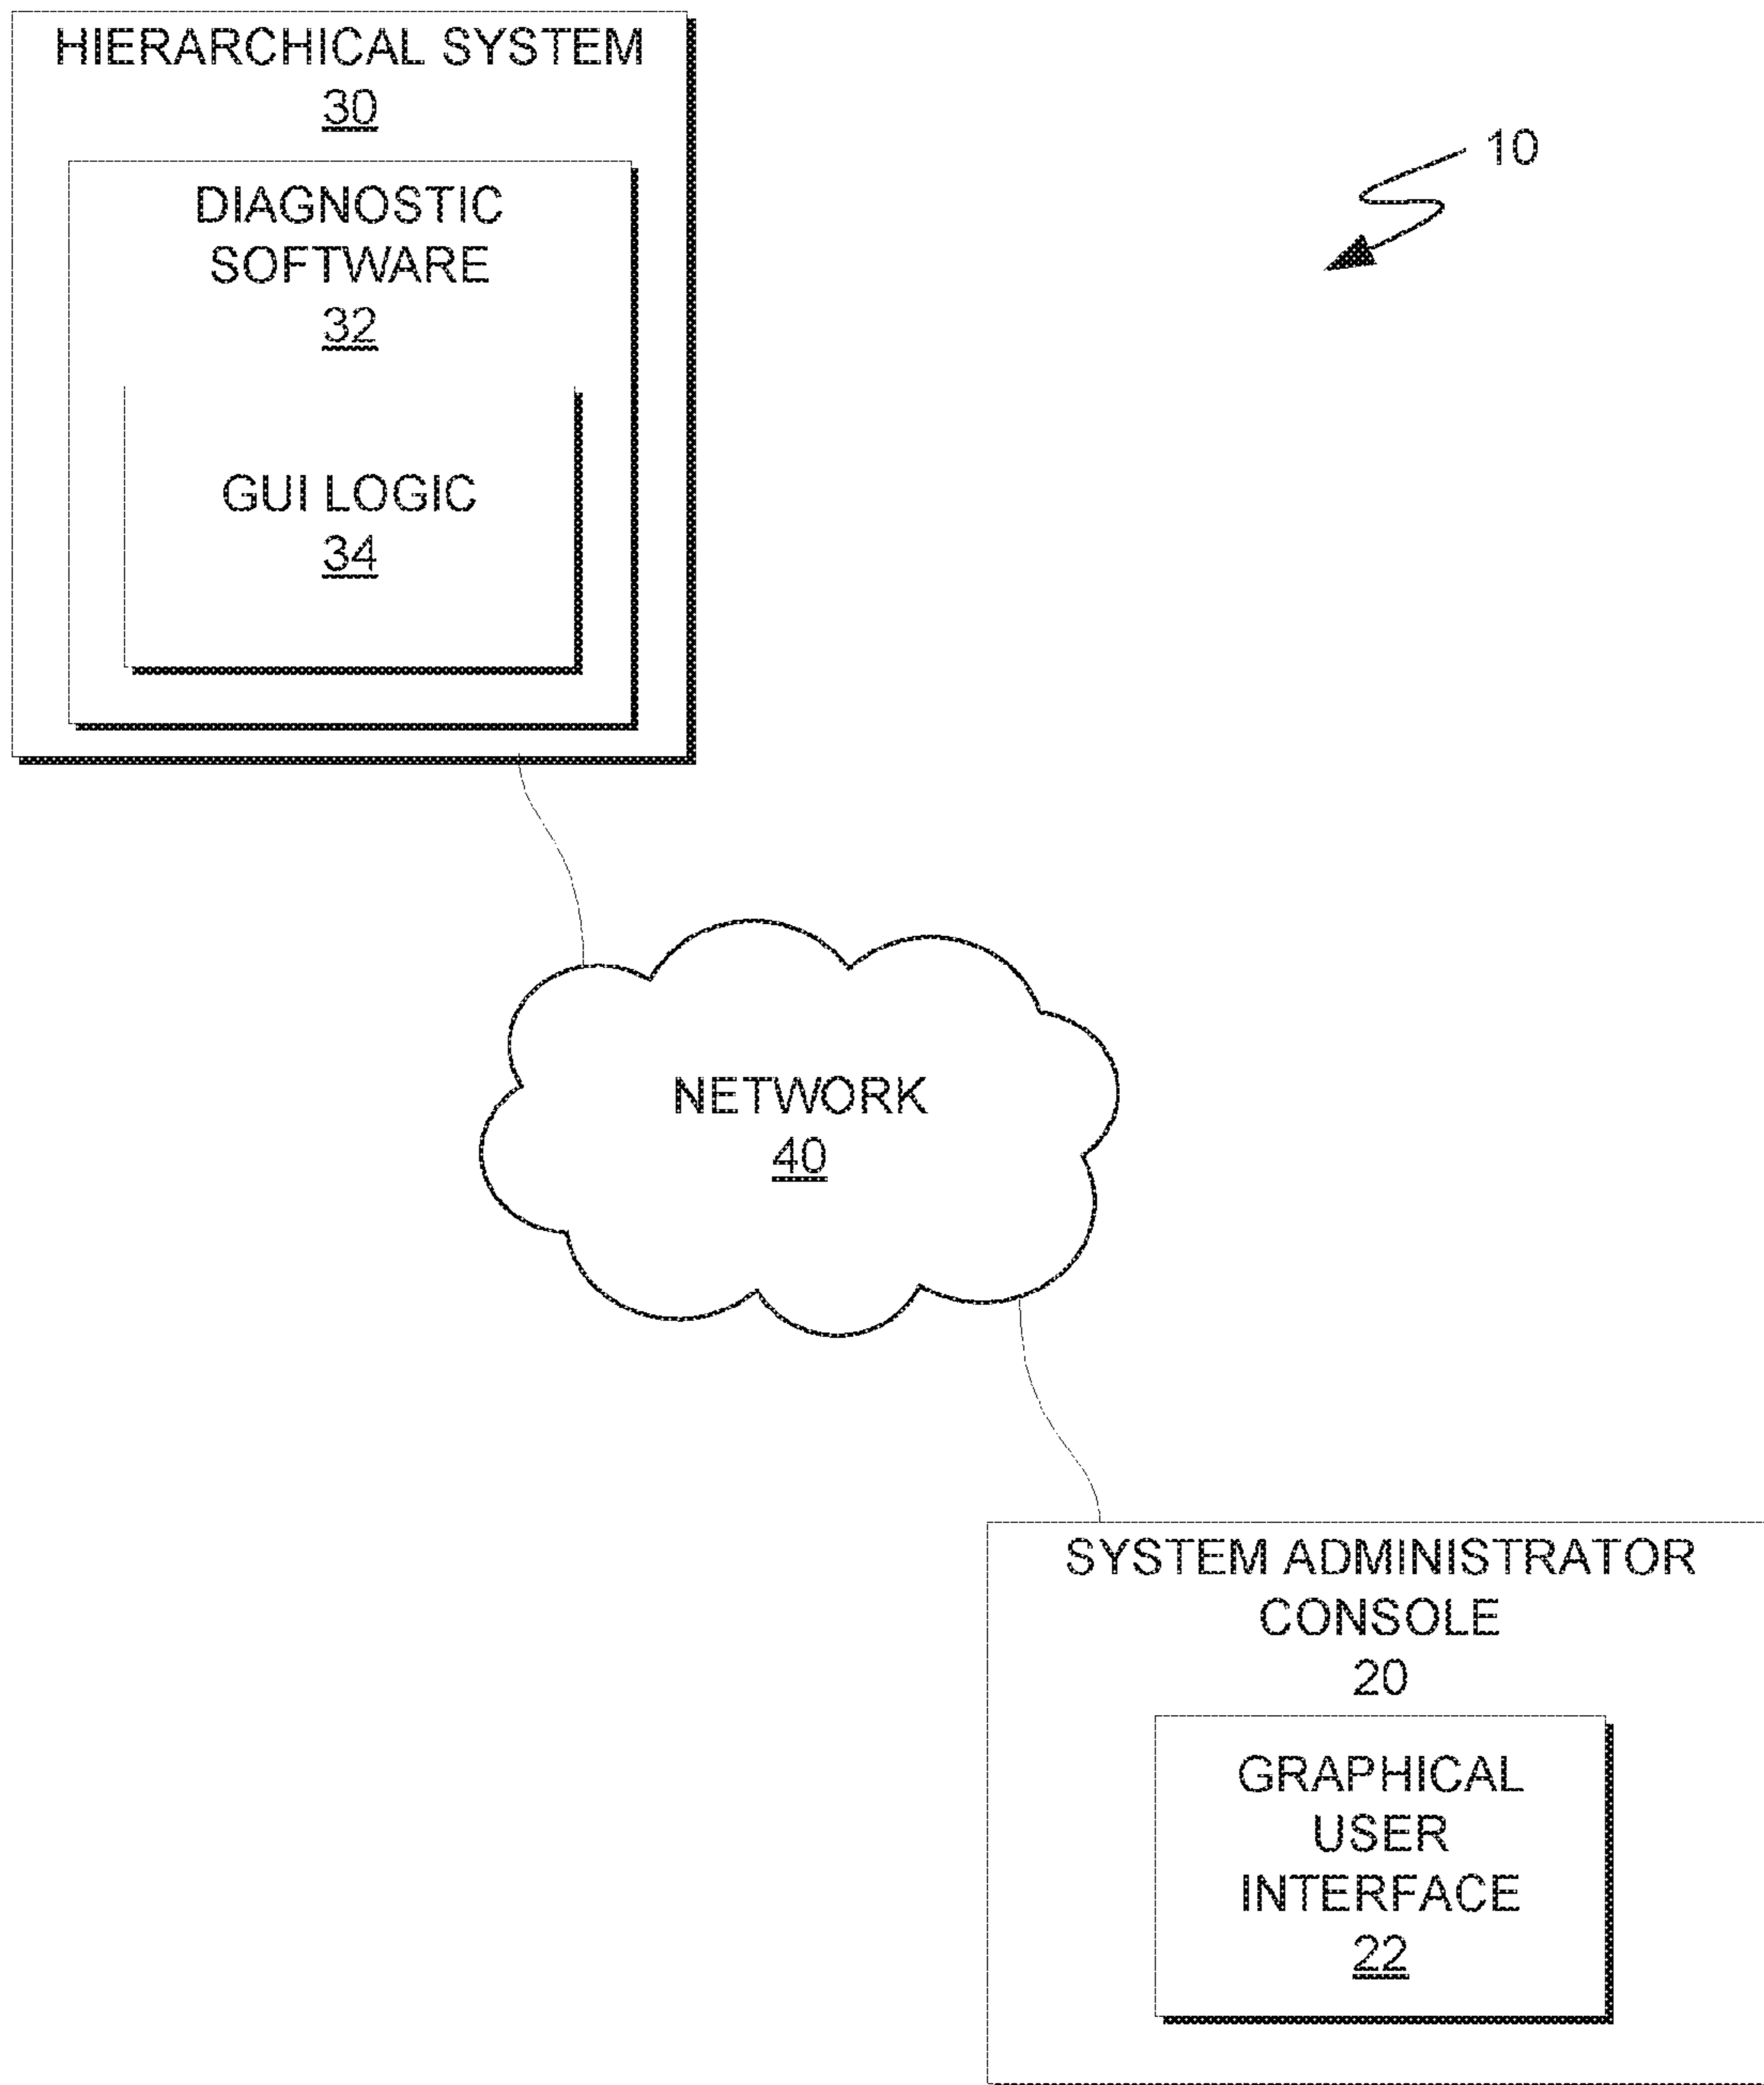 HIERARCHICAL SYSTEM
30
10
DIAGNOSTIC
SOFTWARE
32
GUI LOGIC
34
NETWORK
40
SYSTEM ADMINISTRATOR
CONSOLE
20
GRAPHICAL
USER
INTERFACE
22